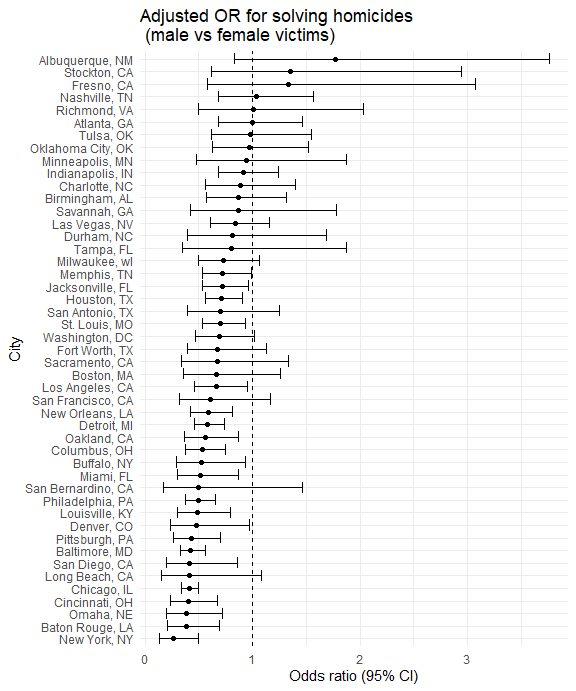 Adjusted OR for solving homicides
(male vs female victims)
Albuquerque, NM
Stockton, CA
Fresno, CA
Nashville, TN
Richmond, VA
Atlanta, GA
Tulsa, OK
Oklahoma City, OK
Minneapolis, MN
Indianapolis, IN
Charlotte, NC
Birmingham, AL
Savannah, GA
Las Vegas, NV
Durham, NC
Tampa, FL
Milwaukee, wI
Memphis, TN
Jacksonville, FL
Houston, TX
San Antonio, TX
St. Louis, MO
Washington, DC
Fort Worth, TX
Sacramento, CA
Boston, MA
Los Angeles, CA
San Francisco, CA
New Orleans, LA
Detroit, MI
Oakland, CA
Columbus, OH
Buffalo, NY
Miami, FL
San Bernardino, CA
Philadelphia, PA
Louisville, KY
Denver, CO
Pittsburgh, PA
Baltimore, MD
San Diego, CA
Long Beach, CA
Chicago, IL
Cincinnati, OH
Omaha, NE
Baton Rouge, LA
New York, NY
City
0 1 2 3
Odds ratio (95% CI)